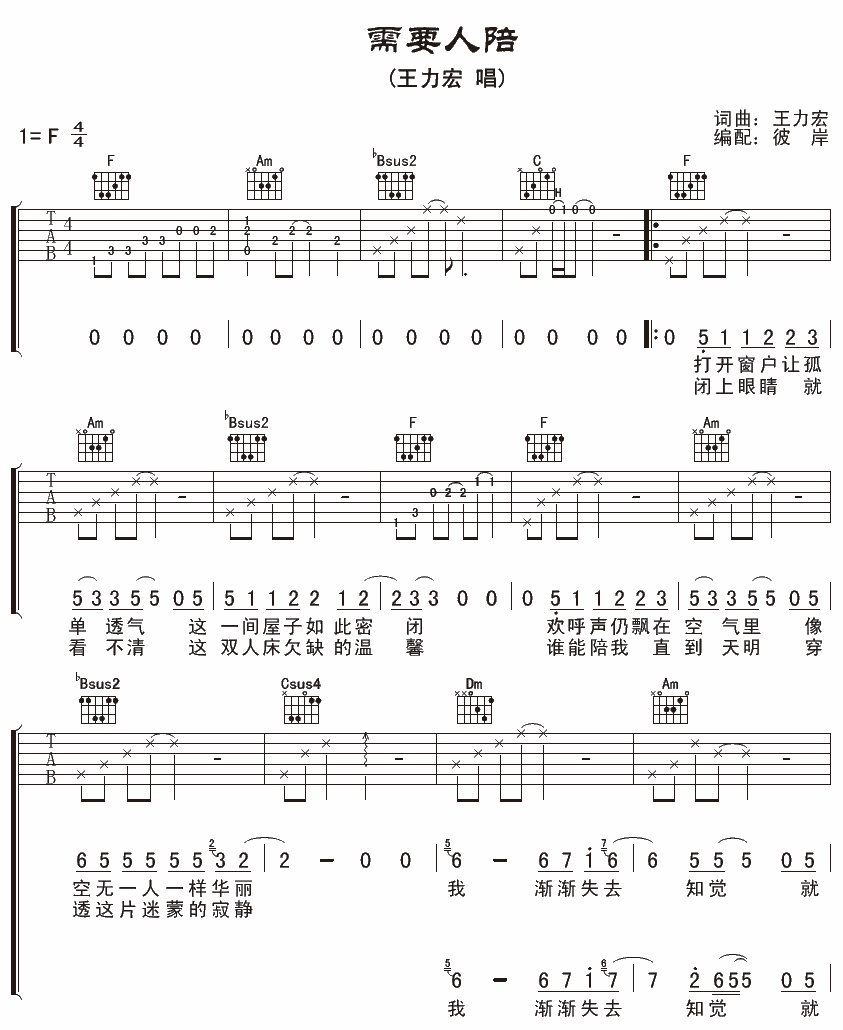 需要人陪
(王力宏 唱)
词曲: 王力宏
1= F 4/4
编配: 彼 岸
F Am ♭Bsus2 C F
H
T A B 4 4
1 3 3 3 3 0 0 2 1 2 0 2 2 2 2 0 1 0 0
0 0 0 0 0 0 0 0 0 0 0 0 0 0 0 0 0 5 1 1 2 2 3
打开窗户让孤
闭上眼睛 就
Am ♭Bsus2 F F Am
T A B
1 3 0 2 2 1 1
5 3 3 5 5 0 5 5 1 1 2 2 1 2 2 3 3 0 0 0 5 1 1 2 2 3 5 3 3 5 5 0 5
单 透气 这 一间屋子如 此密 闭 欢呼声仍飘在 空 气里 像
看 不清 这 双人床欠缺 的温 馨 谁能陪我 直 到 天明 穿
♭Bsus2 Csus4 Dm Am
T A B
6 5 5 5 5 5 2 3 2 2 - 0 0 5 6 - 6 7 1 7 6 6 5 5 5 0 5
空无一人一样华丽 我 渐渐失去 知觉 就
透这片迷蒙的寂静
5 6 - 6 7 1 6 7 7 2 6 5 5 0 5
我 渐渐失去 知觉 就